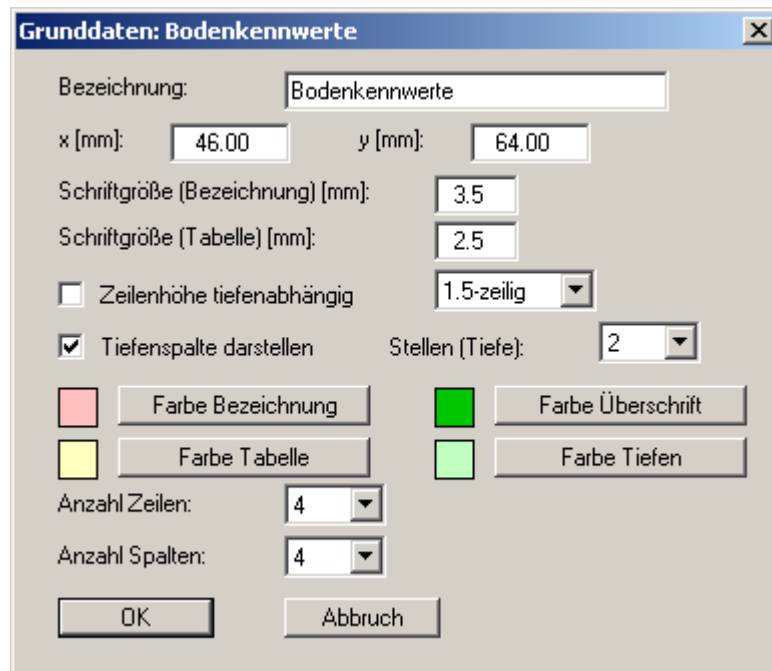 Grunddaten: Bodenkennwerte
Bezeichnung: Bodenkennwerte
x [mm]: 46.00 y [mm]: 64.00
Schriftgröße (Bezeichnung) [mm]: 3.5
Schriftgröße (Tabelle) [mm]: 2.5
Zeilenhöhe tiefenabhängig 1.5-zeilig
Tiefenspalte darstellen Stellen (Tiefe): 2
Farbe Bezeichnung Farbe Überschrift
Farbe Tabelle Farbe Tiefen
Anzahl Zeilen: 4
Anzahl Spalten: 4
OK Abbruch